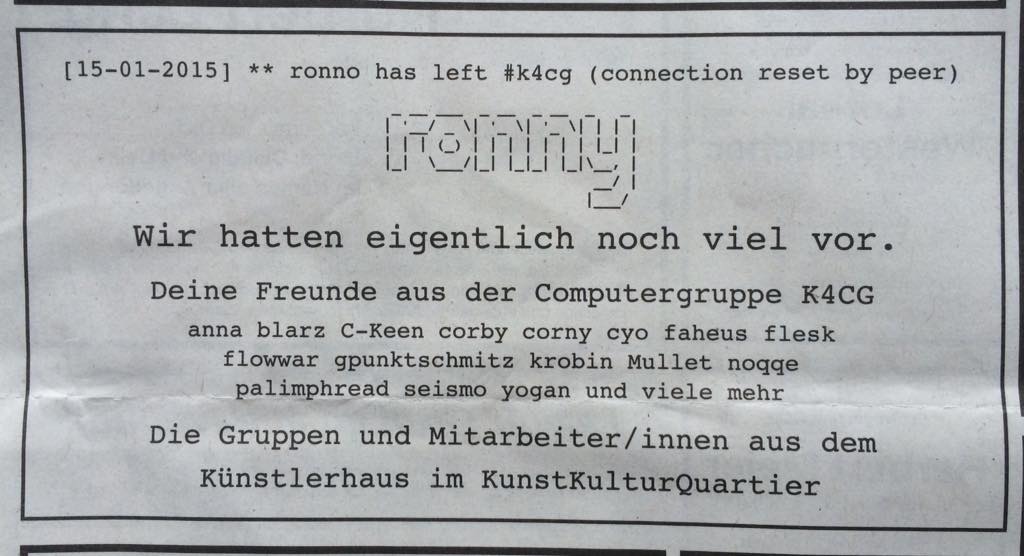 [15-01-2015] ** ronno has left #k4cg (connection reset by peer)
ronny
Wir hatten eigentlich noch viel vor.
Deine Freunde aus der Computergruppe K4CG
anna blarz C-Keen corby corny cyo faheus flesk
flowwar gpunktschmitz krobin Mullet noqqe
palimphread seismo yogan und viele mehr
Die Gruppen und Mitarbeiter/innen aus dem
Künstlerhaus im KunstKulturQuartier